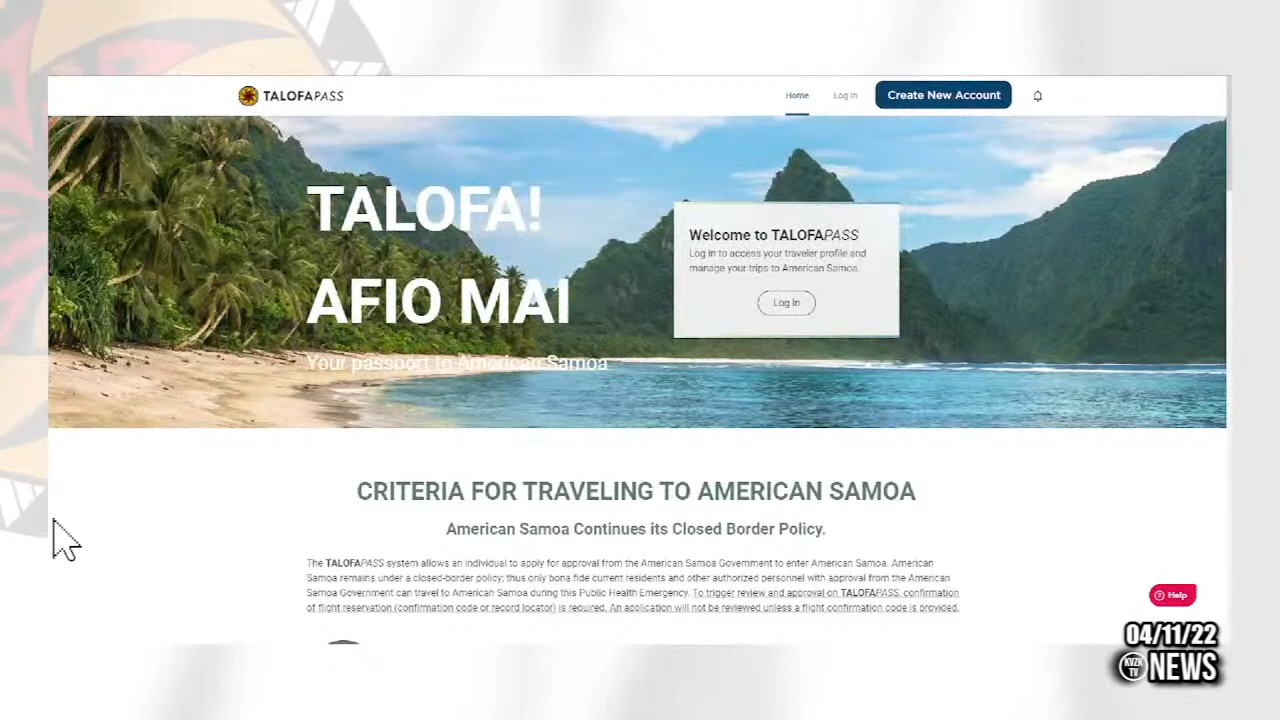 TALOFAPASS
Home
Log In
Create New Account
TALOFA!
AFIO MAI
Your passport to American Samoa
Welcome to TALOFAPASS
Log in to access your traveler profile and
manage your trips to American Samoa.
Log In
CRITERIA FOR TRAVELING TO AMERICAN SAMOA
American Samoa Continues its Closed Border Policy.
The TALOFAPASS system allows an individual to apply for approval from the American Samoa Government to enter American Samoa. American
Samoa remains under a closed-border policy; thus only bona fide current residents and other authorized personnel with approval from the American
Samoa Government can travel to American Samoa during this Public Health Emergency. To trigger review and approval on TALOFAPASS, confirmation
of flight reservation (confirmation code or record locator) is required. An application will not be reviewed unless a flight confirmation code is provided.
Help
04/11/22
KVZK
TV
NEWS